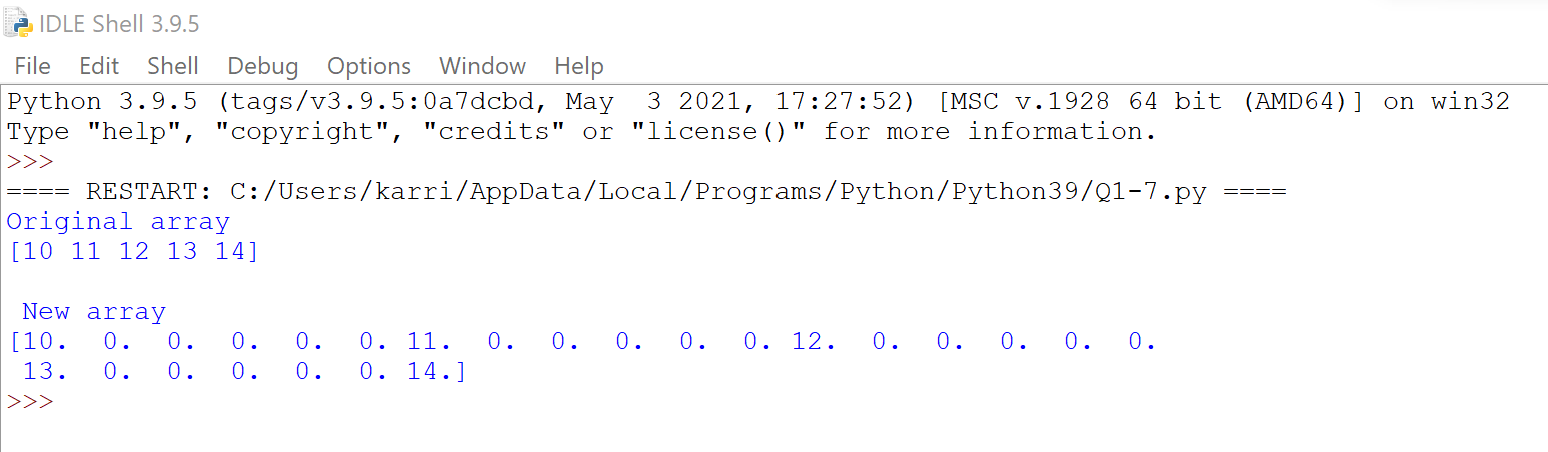 IDLE Shell 3.9.5
File Edit Shell Debug Options Window Help
Python 3.9.5 (tags/v3.9.5:0a7dcbd, May  3 2021, 17:27:52) [MSC v.1928 64 bit (AMD64)] on win32
Type "help", "copyright", "credits" or "license()" for more information.
>>>
==== RESTART: C:/Users/karri/AppData/Local/Programs/Python/Python39/Q1-7.py ====
Original array
[10 11 12 13 14]
 New array
[10.  0.  0.  0.  0.  0. 11.  0.  0.  0.  0.  0. 12.  0.  0.  0.  0.  0.
 13.  0.  0.  0.  0.  0. 14.]
>>>